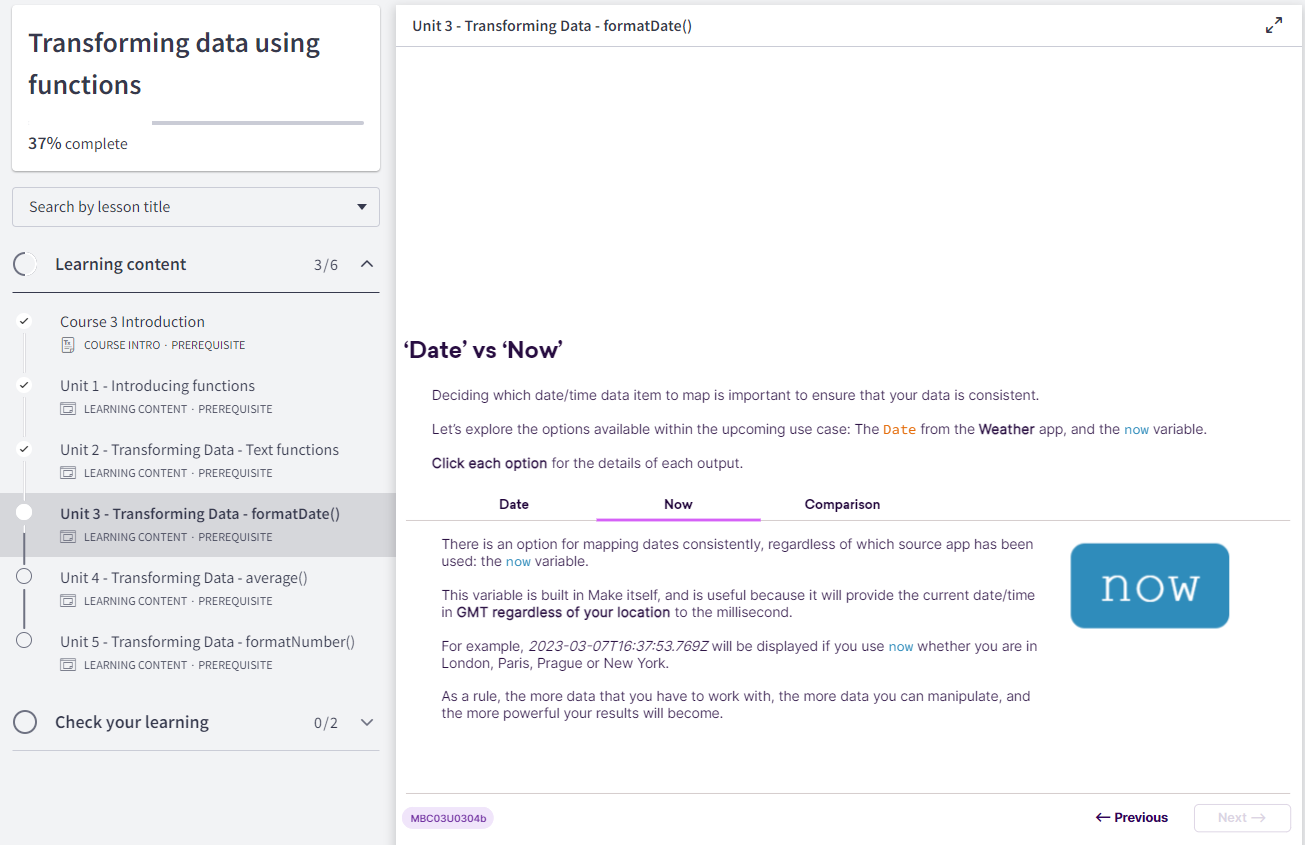 Transforming data using
functions
37% complete
Search by lesson title
Learning content 3/6
Course 3 Introduction
COURSE INTRO · PREREQUISITE
Unit 1 - Introducing functions
LEARNING CONTENT · PREREQUISITE
Unit 2 - Transforming Data - Text functions
LEARNING CONTENT · PREREQUISITE
Unit 3 - Transforming Data - formatDate()
LEARNING CONTENT · PREREQUISITE
Unit 4 - Transforming Data - average()
LEARNING CONTENT · PREREQUISITE
Unit 5 - Transforming Data - formatNumber()
LEARNING CONTENT · PREREQUISITE
Check your learning 0/2
Unit 3 - Transforming Data - formatDate()
‘Date’ vs ‘Now’
Deciding which date/time data item to map is important to ensure that your data is consistent.
Let’s explore the options available within the upcoming use case: The Date from the Weather app, and the now variable.
Click each option for the details of each output.
Date Now Comparison
There is an option for mapping dates consistently, regardless of which source app has been
used: the now variable.
This variable is built in Make itself, and is useful because it will provide the current date/time
in GMT regardless of your location to the millisecond.
For example, 2023-03-07T16:37:53.769Z will be displayed if you use now whether you are in
London, Paris, Prague or New York.
As a rule, the more data that you have to work with, the more data you can manipulate, and
the more powerful your results will become.
now
MBC03U0304b
← Previous
Next →